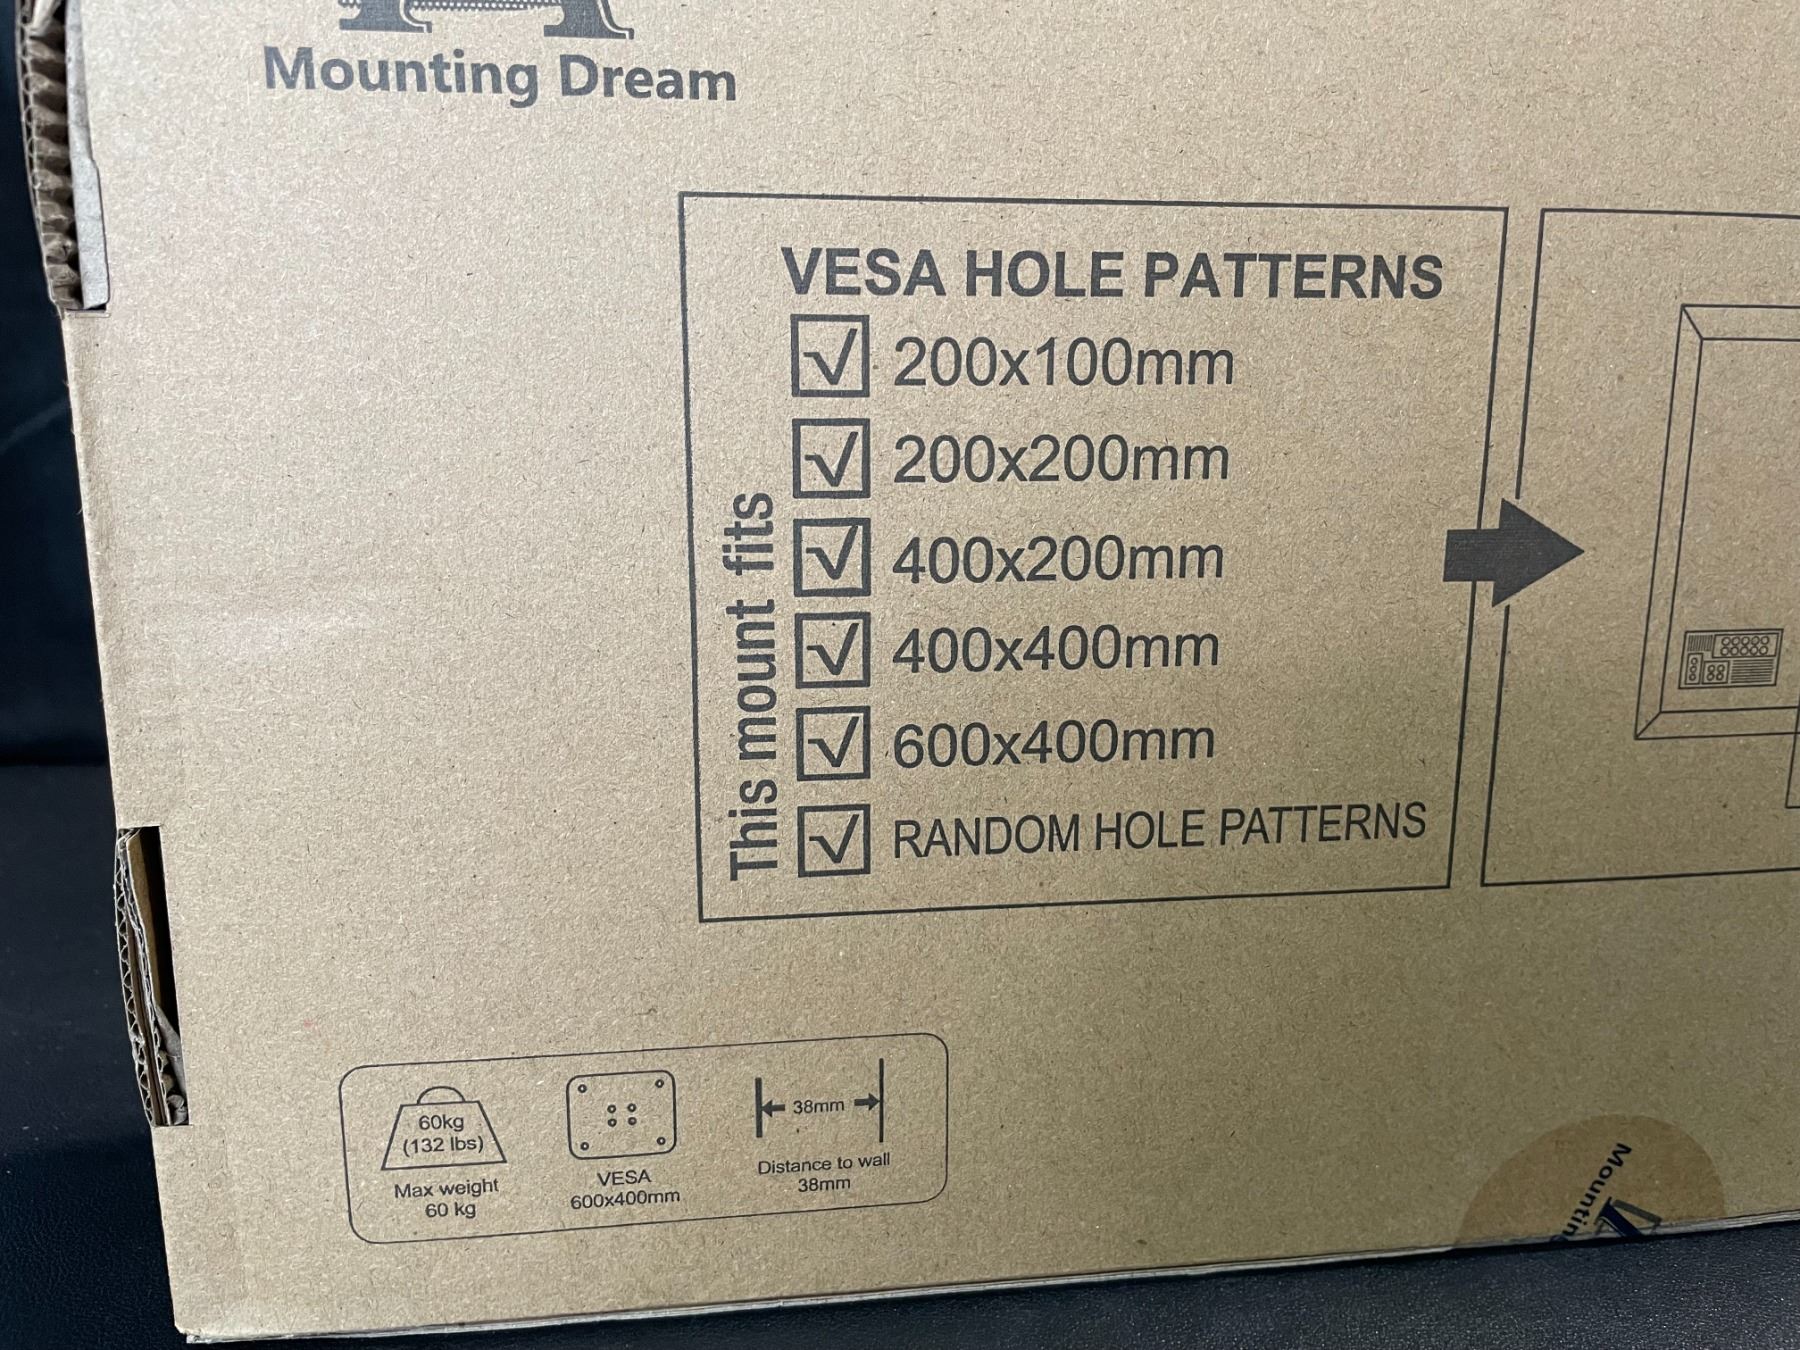 Mounting Dream
VESA HOLE PATTERNS
This mount fits
200x100mm
200x200mm
400x200mm
400x400mm
600x400mm
RANDOM HOLE PATTERNS
60kg
(132 lbs)
Max weight
60 kg
VESA
600x400mm
38mm
Distance to wall
38mm